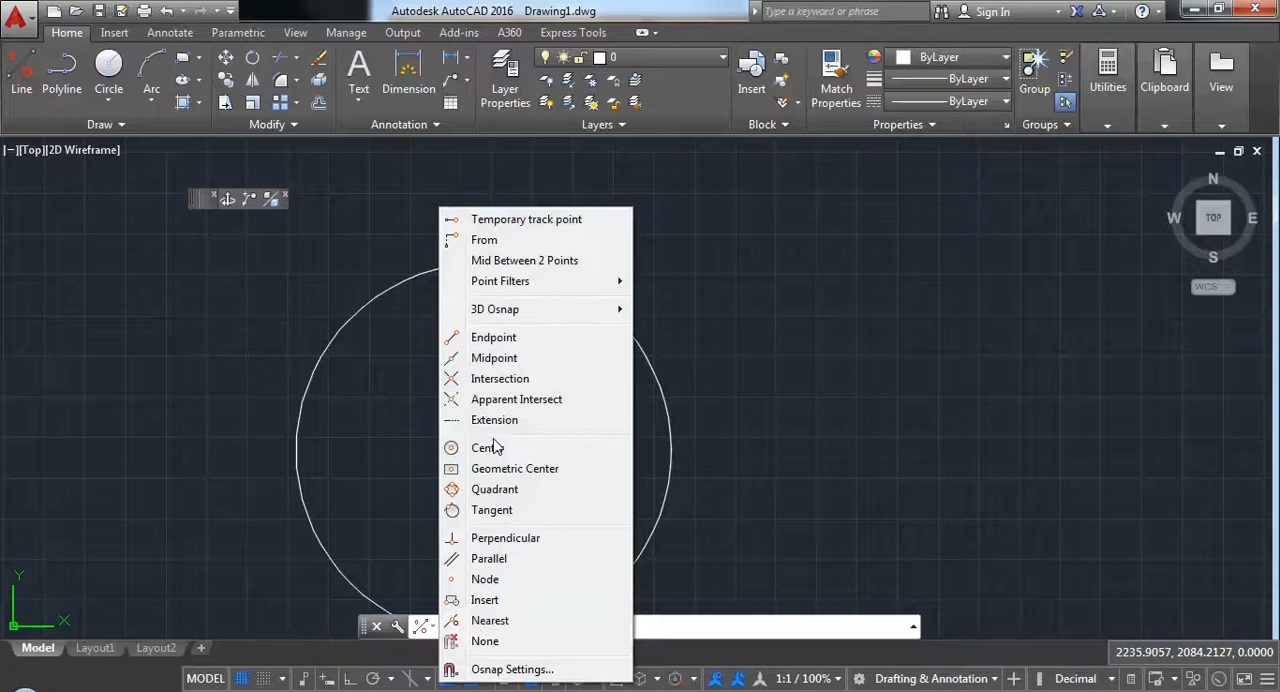 Autodesk AutoCAD 2016 Drawing1.dwg
Type a keyword or phrase
Sign In
Home Insert Annotate Parametric View Manage Output Add-ins A360 Express Tools
Line Polyline Circle Arc
Text Dimension
Layer Properties
0
Insert
Match Properties
ByLayer
ByLayer
ByLayer
Group
Utilities
Clipboard
View
Draw Modify Annotation Layers Block Properties Groups
[−][Top][2D Wireframe]
N
W TOP E
S
WCS
Temporary track point
From
Mid Between 2 Points
Point Filters
3D Osnap
Endpoint
Midpoint
Intersection
Apparent Intersect
Extension
Center
Geometric Center
Quadrant
Tangent
Perpendicular
Parallel
Node
Insert
Nearest
None
Osnap Settings...
Y
X
Model Layout1 Layout2 +
2235.9057, 2084.2127, 0.0000
MODEL
1:1 / 100%
Drafting & Annotation
Decimal